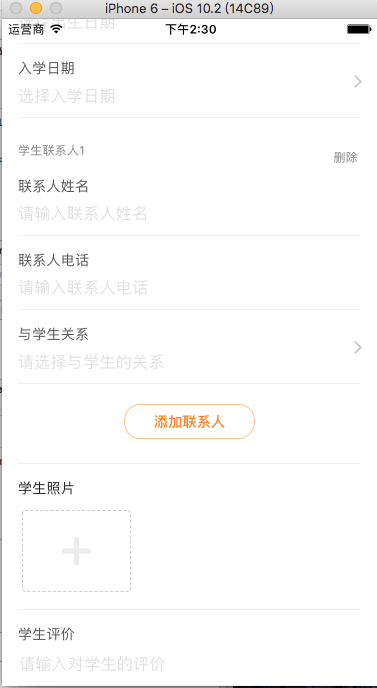 iPhone 6 – iOS 10.2 (14C89)
运营商 下午2:30
选择出生日期
入学日期
选择入学日期
学生联系人1
删除
联系人姓名
请输入联系人姓名
联系人电话
请输入联系人电话
与学生关系
请选择与学生的关系
添加联系人
学生照片
学生评价
请输入对学生的评价